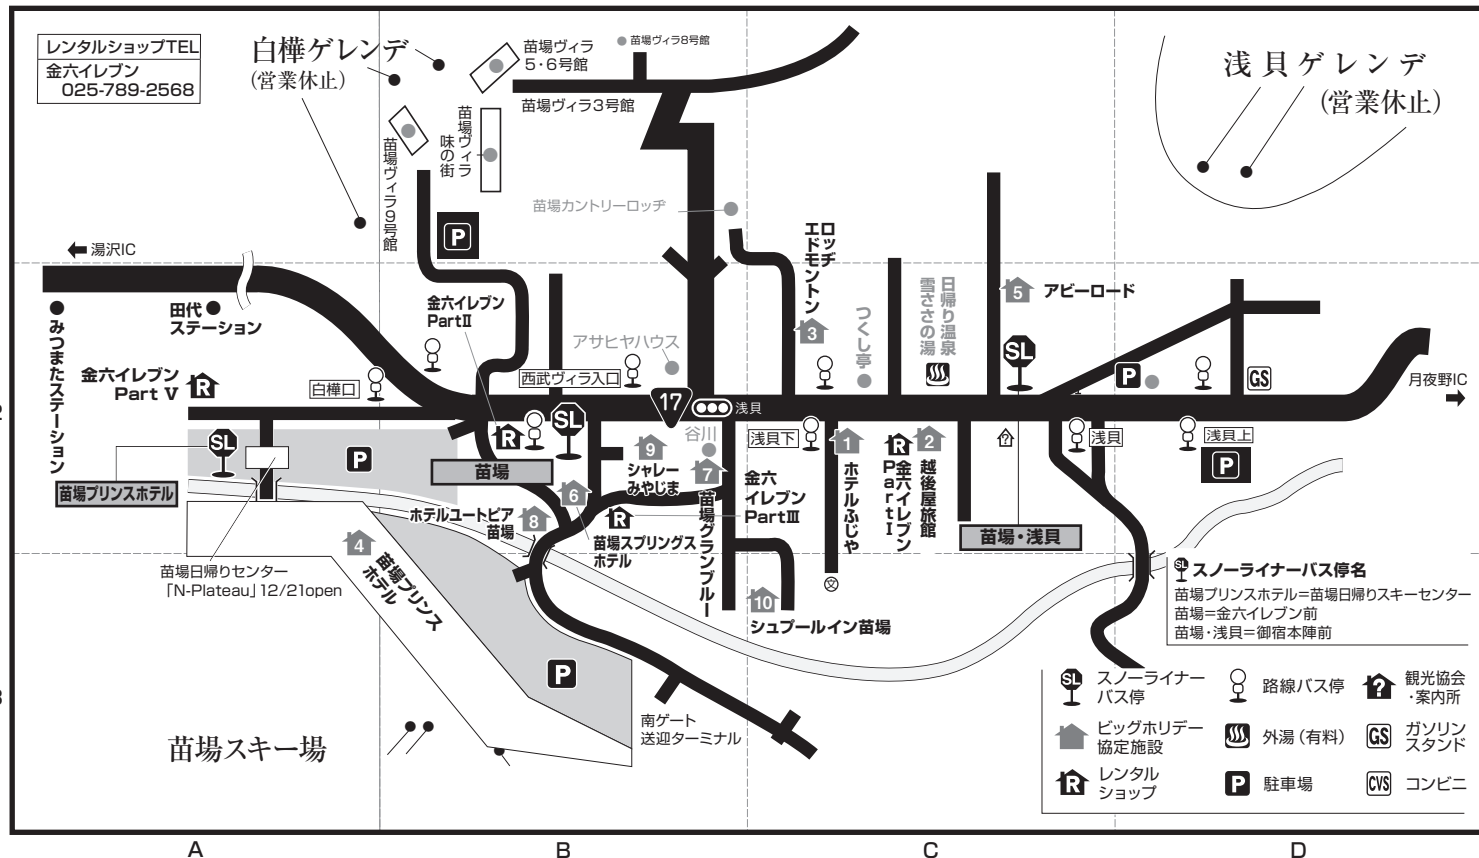 レンタルショップTEL
金六イレブン
025-789-2568
白樺ゲレンデ
(営業休止)
苗場ヴィラ
5・6号館
苗場ヴィラ8号館
苗場ヴィラ3号館
苗場ヴィラ
味の街
苗場ヴィラ9号館
浅貝ゲレンデ
(営業休止)
P
苗場カントリーロッヂ
湯沢IC
ロッヂ
エドモントン
3
日帰り温泉
雪ささの湯
つくし亭
5
アビーロード
SL
みつまたステーション
田代
ステーション
金六イレブン
PartⅡ
アサヒヤハウス
金六イレブン
Part Ⅴ
R
白樺口
西武ヴィラ入口
17
浅貝
P
GS
月夜野IC
2
SL
P
苗場プリンスホテル
R
SL
苗場
9
シャレー
みやじま
谷川
7
苗場グランブルー
浅貝下
1
ホテルふじや
R
金六イレブン
PartⅠ
2
越後屋旅館
?
浅貝
浅貝上
P
苗場・浅貝
6
苗場スプリングス
ホテル
ホテルユートピア
苗場
8
R
金六
イレブン
PartⅢ
4
苗場プリンス
ホテル
苗場日帰りセンター
「N-Plateau」12/21open
10
シュプールイン苗場
文
SL
スノーライナーバス停名
苗場プリンスホテル=苗場日帰りスキーセンター
苗場=金六イレブン前
苗場・浅貝=御宿本陣前
P
3
苗場スキー場
南ゲート
送迎ターミナル
SL
スノーライナー
バス停
路線バス停
?
観光協会
・案内所
ビッグホリデー
協定施設
外湯(有料)
GS
ガソリン
スタンド
R
レンタル
ショップ
P
駐車場
CVS
コンビニ
A
B
C
D